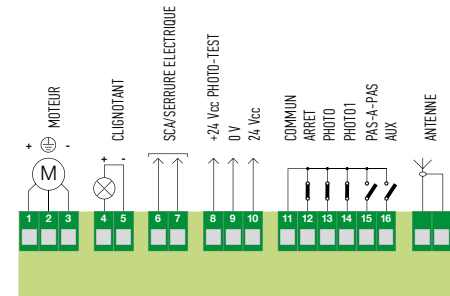 MOTEUR
+ -
M
CLIGNOTANT
+ -
SCA/SERRURE ELECTRIQUE
+24 Vcc PHOTO-TEST
0 V
24 Vcc
COMMUN
ARRET
PHOTO
PHOTO1
PAS-A-PAS
AUX
ANTENNE
1 2 3 4 5 6 7 8 9 10 11 12 13 14 15 16